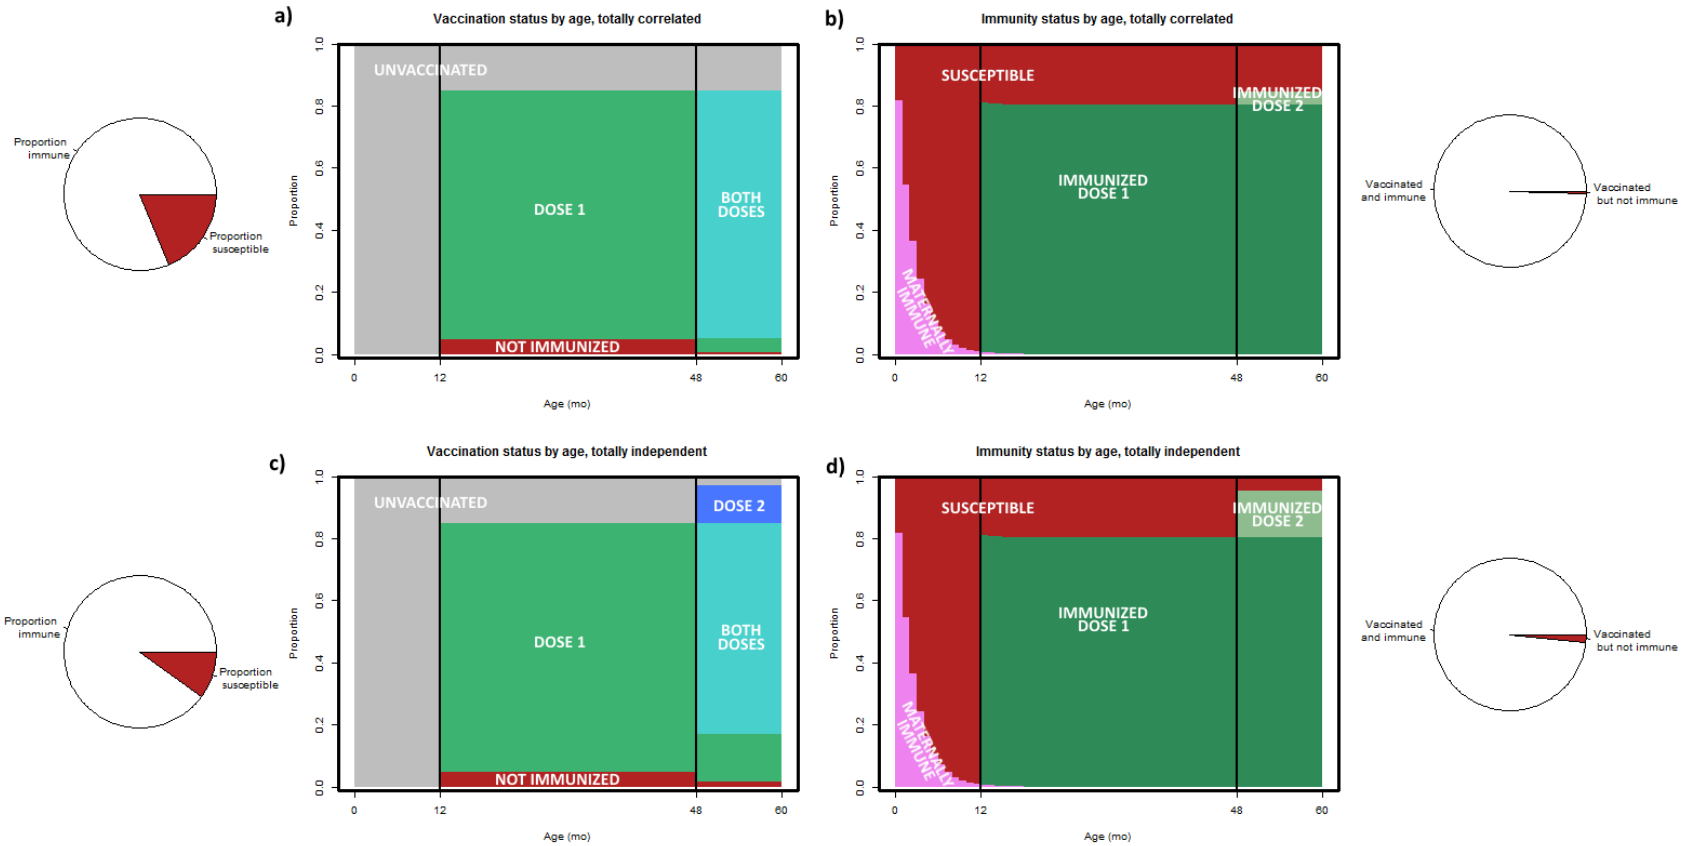 a)
Vaccination status by age, totally correlated
b)
Immunity status by age, totally correlated
Proportion
immune
Proportion
susceptible
Proportion
1.0
0.8
0.6
0.4
0.2
0.0
UNVACCINATED
DOSE 1
BOTH
DOSES
NOT IMMUNIZED
0
12
48
60
Age (mo)
Proportion
1.0
0.8
0.6
0.4
0.2
0.0
SUSCEPTIBLE
IMMUNIZED
DOSE 2
IMMUNIZED
DOSE 1
MATERNALLY
IMMUNE
0
12
48
60
Age (mo)
Vaccinated
and immune
Vaccinated
but not immune
c)
Vaccination status by age, totally independent
d)
Immunity status by age, totally independent
Proportion
immune
Proportion
susceptible
Proportion
1.0
0.8
0.6
0.4
0.2
0.0
UNVACCINATED
DOSE 2
DOSE 1
BOTH
DOSES
NOT IMMUNIZED
0
12
48
60
Age (mo)
Proportion
1.0
0.8
0.6
0.4
0.2
0.0
SUSCEPTIBLE
IMMUNIZED
DOSE 2
IMMUNIZED
DOSE 1
MATERNALLY
IMMUNE
0
12
48
60
Age (mo)
Vaccinated
and immune
Vaccinated
but not immune